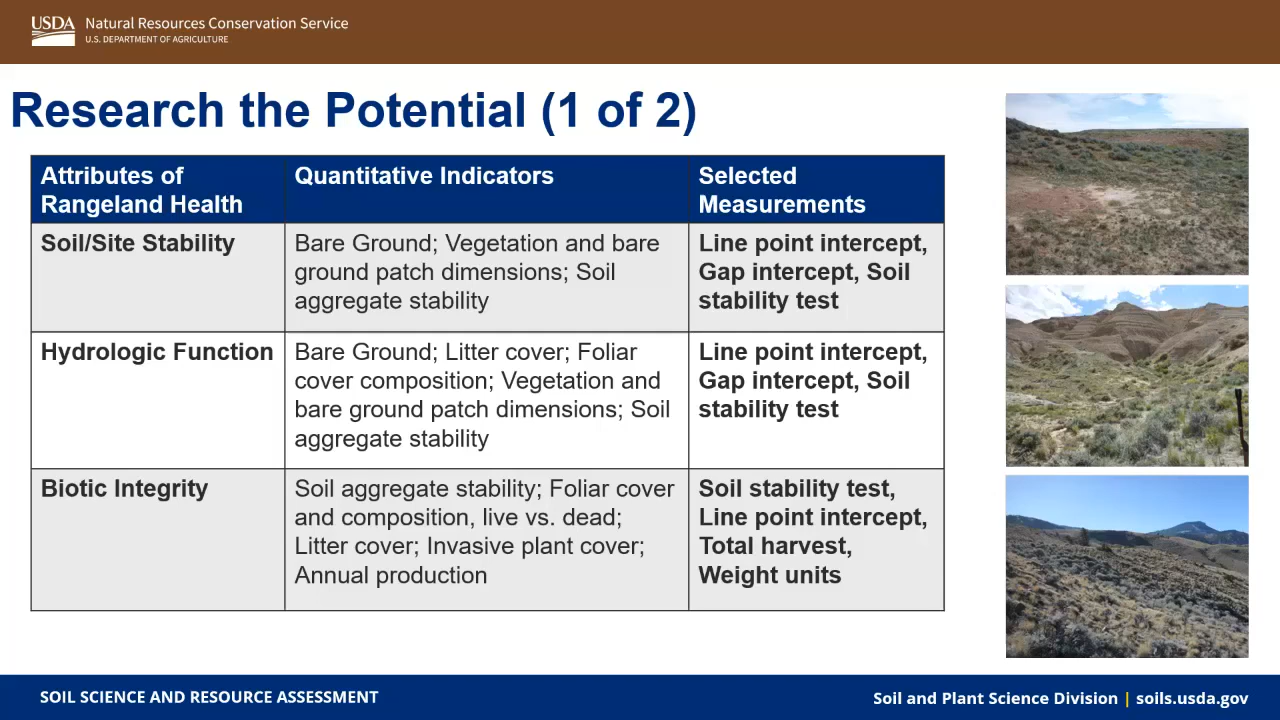 USDA
Natural Resources Conservation Service
U.S. DEPARTMENT OF AGRICULTURE
Research the Potential (1 of 2)
Attributes of
Rangeland Health
Quantitative Indicators
Selected
Measurements
Soil/Site Stability
Bare Ground; Vegetation and bare
ground patch dimensions; Soil
aggregate stability
Line point intercept,
Gap intercept, Soil
stability test
Hydrologic Function
Bare Ground; Litter cover; Foliar
cover composition; Vegetation and
bare ground patch dimensions; Soil
aggregate stability
Line point intercept,
Gap intercept, Soil
stability test
Biotic Integrity
Soil aggregate stability; Foliar cover
and composition, live vs. dead;
Litter cover; Invasive plant cover;
Annual production
Soil stability test,
Line point intercept,
Total harvest,
Weight units
SOIL SCIENCE AND RESOURCE ASSESSMENT
Soil and Plant Science Division | soils.usda.gov